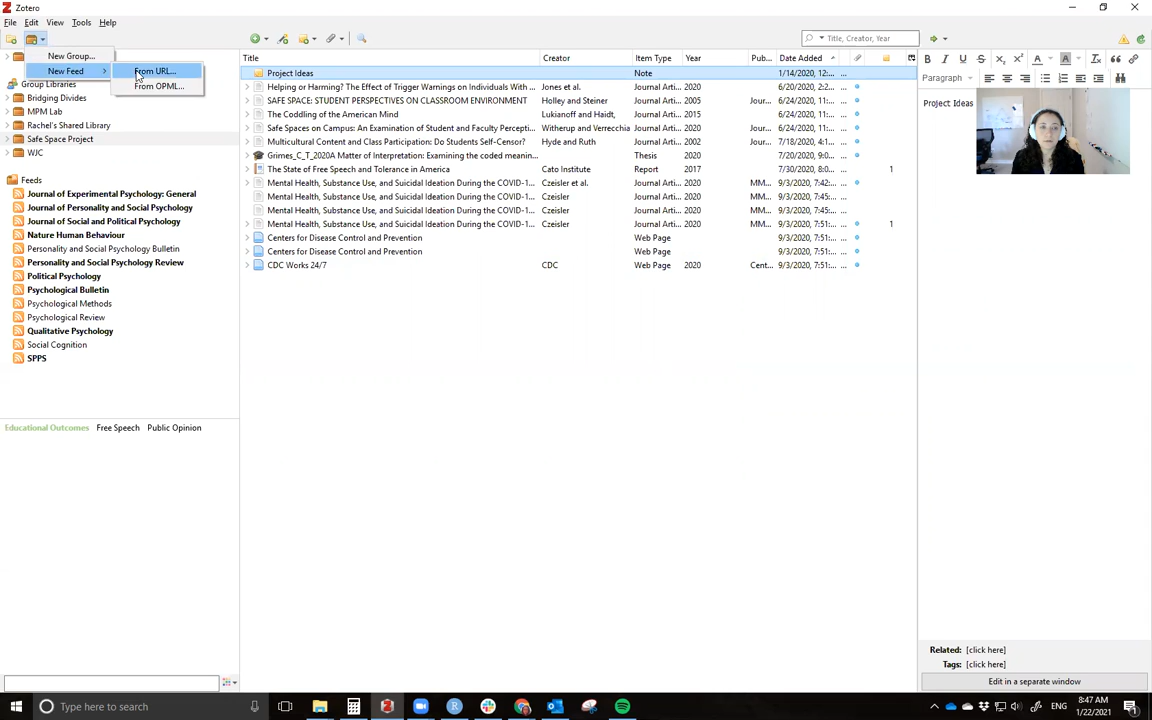 Zotero
File Edit View Tools Help
Title, Creator, Year
New Group...
New Feed
From URL...
From OPML...
Group Libraries
Bridging Divides
MPM Lab
Rachel's Shared Library
Safe Space Project
WJC
Feeds
Journal of Experimental Psychology: General
Journal of Personality and Social Psychology
Journal of Social and Political Psychology
Nature Human Behaviour
Personality and Social Psychology Bulletin
Personality and Social Psychology Review
Political Psychology
Psychological Bulletin
Psychological Methods
Psychological Review
Qualitative Psychology
Social Cognition
SPPS
Educational Outcomes Free Speech Public Opinion
Title Creator Item Type Year Pub... Date Added
Project Ideas Note 1/14/2020, 12:... ...
Helping or Harming? The Effect of Trigger Warnings on Individuals With ... Jones et al. Journal Arti... 2020 6/20/2020, 2:2... ...
SAFE SPACE: STUDENT PERSPECTIVES ON CLASSROOM ENVIRONMENT Holley and Steiner Journal Arti... 2005 Jour... 6/24/2020, 11:... ...
The Coddling of the American Mind Lukianoff and Haidt, Journal Arti... 2015 6/24/2020, 11:... ...
Safe Spaces on Campus: An Examination of Student and Faculty Percepti... Witherup and Verrecchia Journal Arti... 2020 Jour... 6/24/2020, 11:... ...
Multicultural Content and Class Participation: Do Students Self-Censor? Hyde and Ruth Journal Arti... 2002 Jour... 7/18/2020, 4:1... ...
Grimes_C_T_2020A Matter of Interpretation: Examining the coded meanin... Thesis 2020 7/20/2020, 9:0... ...
The State of Free Speech and Tolerance in America Cato Institute Report 2017 7/30/2020, 8:0... ... 1
Mental Health, Substance Use, and Suicidal Ideation During the COVID-1... Czeisler et al. Journal Arti... 2020 MM... 9/3/2020, 7:42:... ...
Mental Health, Substance Use, and Suicidal Ideation During the COVID-1... Czeisler Journal Arti... 2020 MM... 9/3/2020, 7:45:... ...
Mental Health, Substance Use, and Suicidal Ideation During the COVID-1... Czeisler Journal Arti... 2020 MM... 9/3/2020, 7:45:... ...
Mental Health, Substance Use, and Suicidal Ideation During the COVID-1... Czeisler Journal Arti... 2020 MM... 9/3/2020, 7:51:... ... 1
Centers for Disease Control and Prevention Web Page 9/3/2020, 7:51:... ...
Centers for Disease Control and Prevention Web Page 9/3/2020, 7:51:... ...
CDC Works 24/7 CDC Web Page 2020 Cent... 9/3/2020, 7:51:... ...
Paragraph
Project Ideas
Related: [click here]
Tags: [click here]
Edit in a separate window
Type here to search
ENG
8:47 AM
1/22/2021